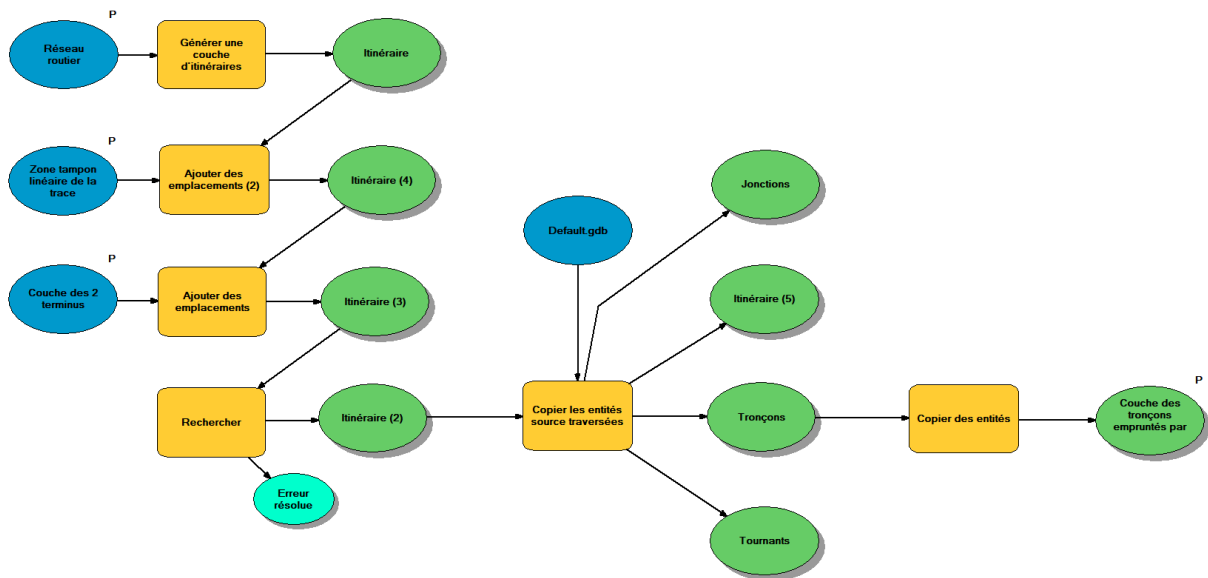 P
Réseau
routier
Générer une
couche
d'itinéraires
Itinéraire
P
Zone tampon
linéaire de la
trace
Ajouter des
emplacements (2)
Itinéraire (4)
Jonctions
Default.gdb
P
Couche des 2
terminus
Ajouter des
emplacements
Itinéraire (3)
Itinéraire (5)
Rechercher
Itinéraire (2)
Copier les entités
source traversées
Tronçons
Copier des entités
P
Couche des
tronçons
empruntés par
Erreur
résolue
Tournants